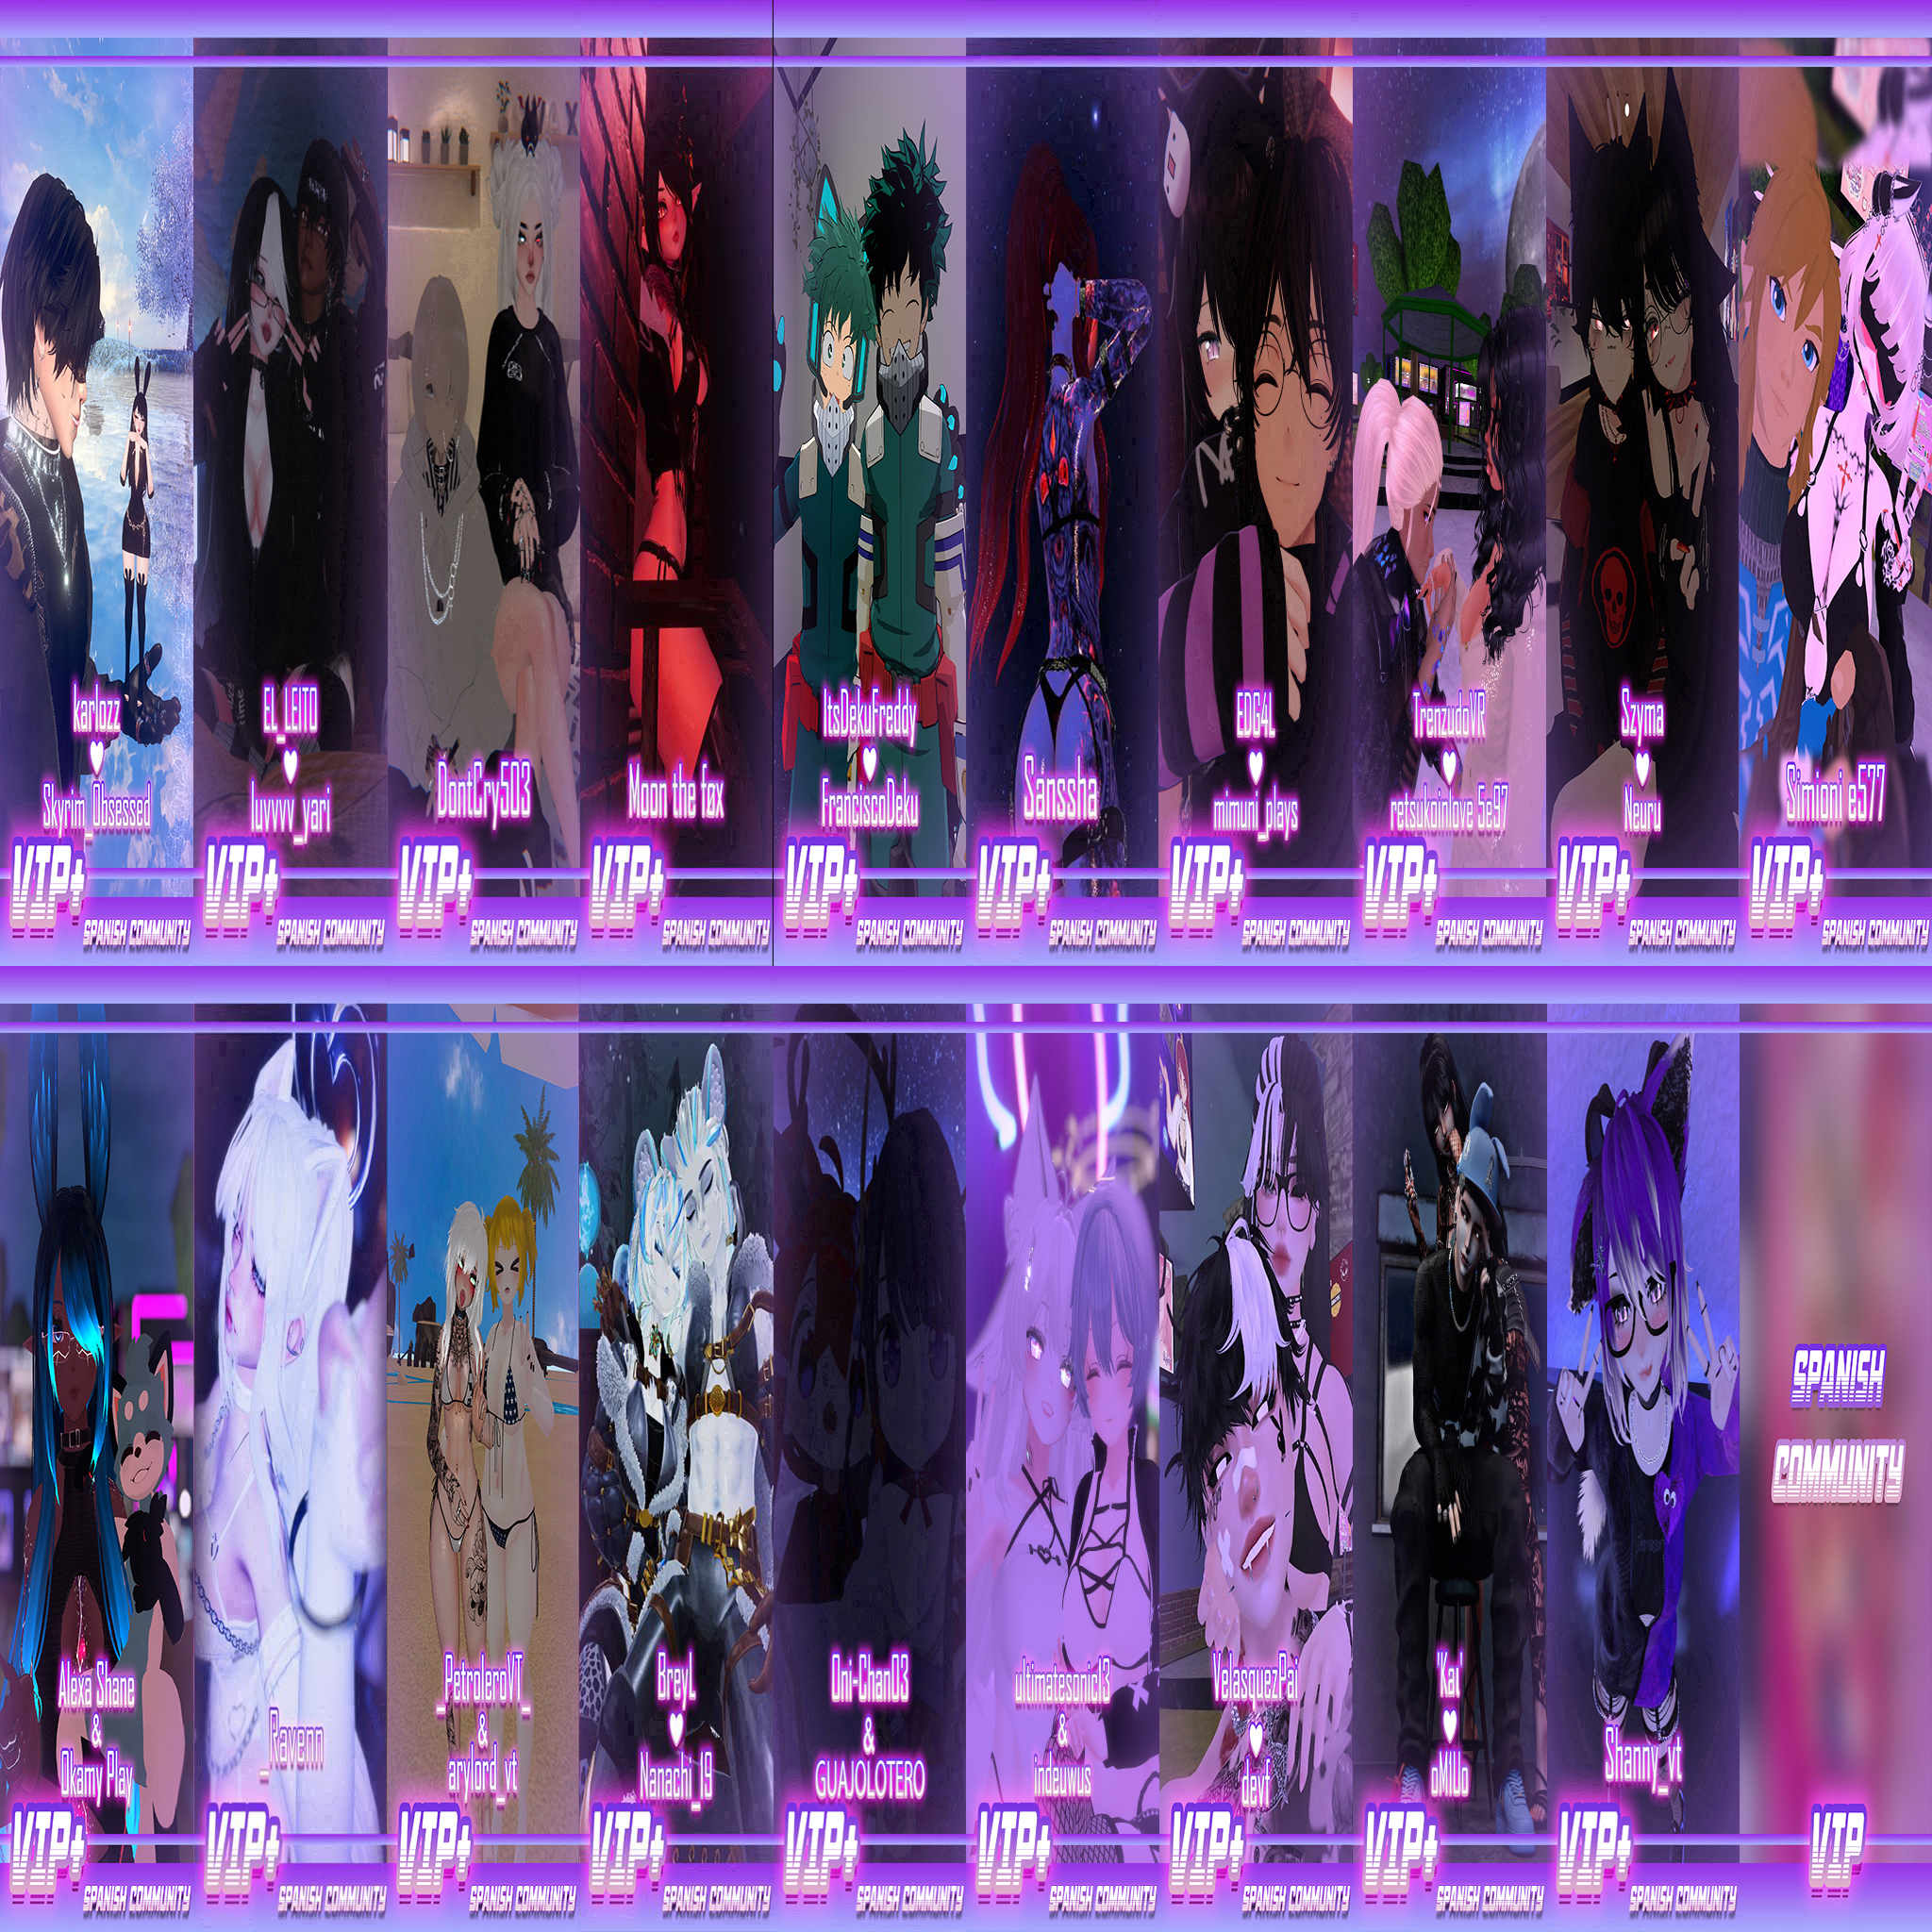 karlozz
Skyrim_Obsessed
VIP+
SPANISH COMMUNITY
EL_LEITO
luvvvv_yari
VIP+
SPANISH COMMUNITY
DontCry503
VIP+
SPANISH COMMUNITY
Moon the føx
VIP+
SPANISH COMMUNITY
ItsDekuFreddy
FranciscoDeku
VIP+
SPANISH COMMUNITY
Sanssha
VIP+
SPANISH COMMUNITY
EDG4L
mimuni_plays
VIP+
SPANISH COMMUNITY
TrenzudoVR
retsukoinlove 5e97
VIP+
SPANISH COMMUNITY
Szyma
Neuru
VIP+
SPANISH COMMUNITY
Simioni e577
VIP+
SPANISH COMMUNITY
Alexa Shane
&
Okamy Play
VIP+
SPANISH COMMUNITY
_Ravenn
VIP+
SPANISH COMMUNITY
_PetroleroVT_
&
arylord_vt
VIP+
SPANISH COMMUNITY
BreyL
Nanachi_19
VIP+
SPANISH COMMUNITY
Oni-Chan03
&
GUAJOLOTERO
VIP+
SPANISH COMMUNITY
ultimatesonic13
&
indeuwus
VIP+
SPANISH COMMUNITY
VelasquezPai
devf
VIP+
SPANISH COMMUNITY
VIP+
SPANISH COMMUNITY
Shanny_vt
VIP+
SPANISH COMMUNITY
SPANISH
COMMUNITY
VIP